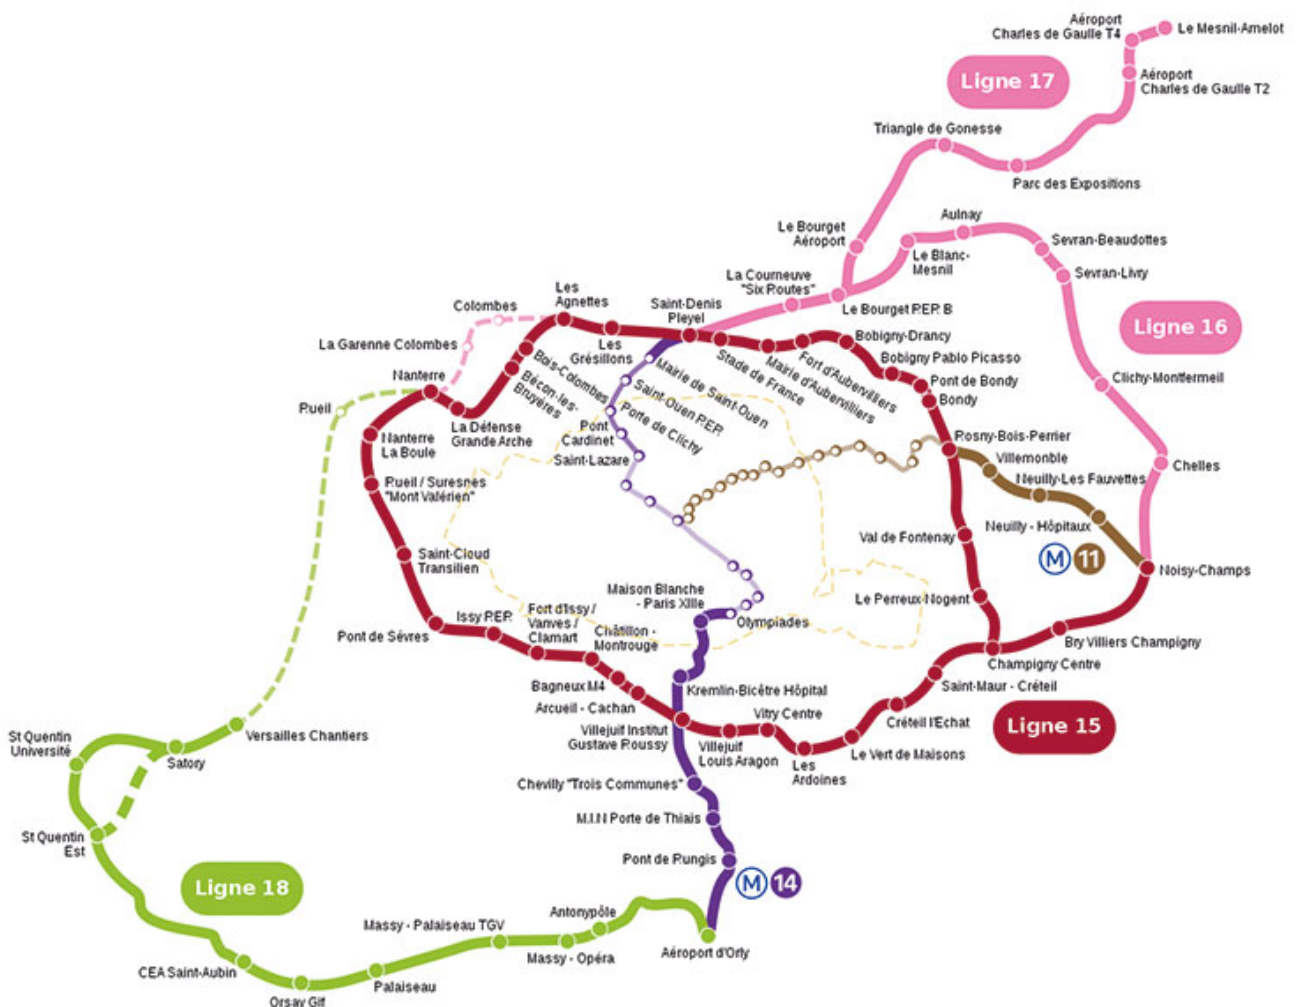 Aéroport
Charles de Gaulle T4
Le Mesnil-Amelot
Ligne 17
Aéroport
Charles de Gaulle T2
Triangle de Gonesse
Parc des Expositions
Aulnay
Le Bourget
Aéroport
Sevran-Beaudottes
Le Blanc-
Mesnil
Sevran-Livry
La Courneuve
"Six Routes"
Les
Agnettes
Saint-Denis
Pleyel
Colombes
Le Bourget RER B
Ligne 16
La Garenne Colombes
Les
Grésillons
Bobigny-Drancy
Bois-Colombes
Bécon-les-
Bruyères
Mairie de Saint-Ouen
Stade de France
Mairie d'Aubervilliers
Fort d'Aubervilliers
Bobigny Pablo Picasso
Nanterre
Pont de Bondy
Clichy-Montfermeil
Bondy
Rueil
Saint-Ouen RER
Porte de Clichy
La Défense
Grande Arche
Pont
Cardinet
Nanterre
La Boule
Rosny-Bois-Perrier
Saint-Lazare
Villemonble
Chelles
Rueil / Suresnes
"Mont Valérien"
Neuilly-Les Fauvettes
Neuilly - Hôpitaux
Val de Fontenay
Saint-Cloud
Transilien
M 11
Noisy-Champs
Maison Blanche
- Paris XIIIe
Le Perreux-Nogent
Fort d'Issy /
Vanves /
Clamart
Issy RER
Olympiades
Pont de Sèvres
Châtillon -
Montrouge
Bry Villiers Champigny
Champigny Centre
Bagneux M4
Kremlin-Bicêtre Hôpital
Saint-Maur - Créteil
Arcueil - Cachan
Vitry Centre
Créteil l'Echat
Ligne 15
Villejuif Institut
Gustave Roussy
Villejuif
Louis Aragon
Le Vert de Maisons
Les
Ardoines
St Quentin
Université
Versailles Chantiers
Satory
Chevilly "Trois Communes"
M.I.N Porte de Thiais
St Quentin
Est
Pont de Rungis
M 14
Ligne 18
Antonypôle
Massy - Palaiseau TGV
Massy - Opéra
Aéroport d'Orly
CEA Saint-Aubin
Palaiseau
Orsay Gif